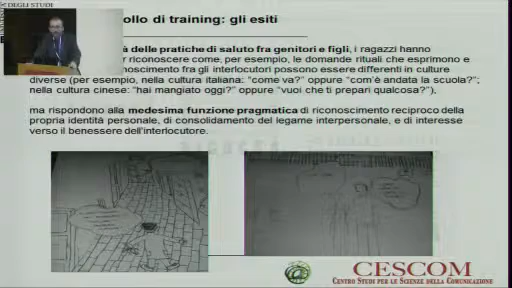 DEGLI STUDI
ollo di training: gli esiti
à delle pratiche di saluto fra genitori e figli, i ragazzi hanno
r riconoscere come, per esempio, le domande rituali che esprimono e
noscimento fra gli interlocutori possono essere differenti in culture
diverse (per esempio, nella cultura italiana: “come va?” oppure “com’è andata la scuola?”;
nella cultura cinese: “hai mangiato oggi?” oppure “vuoi che ti prepari qualcosa?”),
ma rispondono alla medesima funzione pragmatica di riconoscimento reciproco della
propria identità personale, di consolidamento del legame interpersonale, e di interesse
verso il benessere dell’interlocutore.
CESCOM
CENTRO STUDI PER LE SCIENZE DELLA COMUNICAZIONE